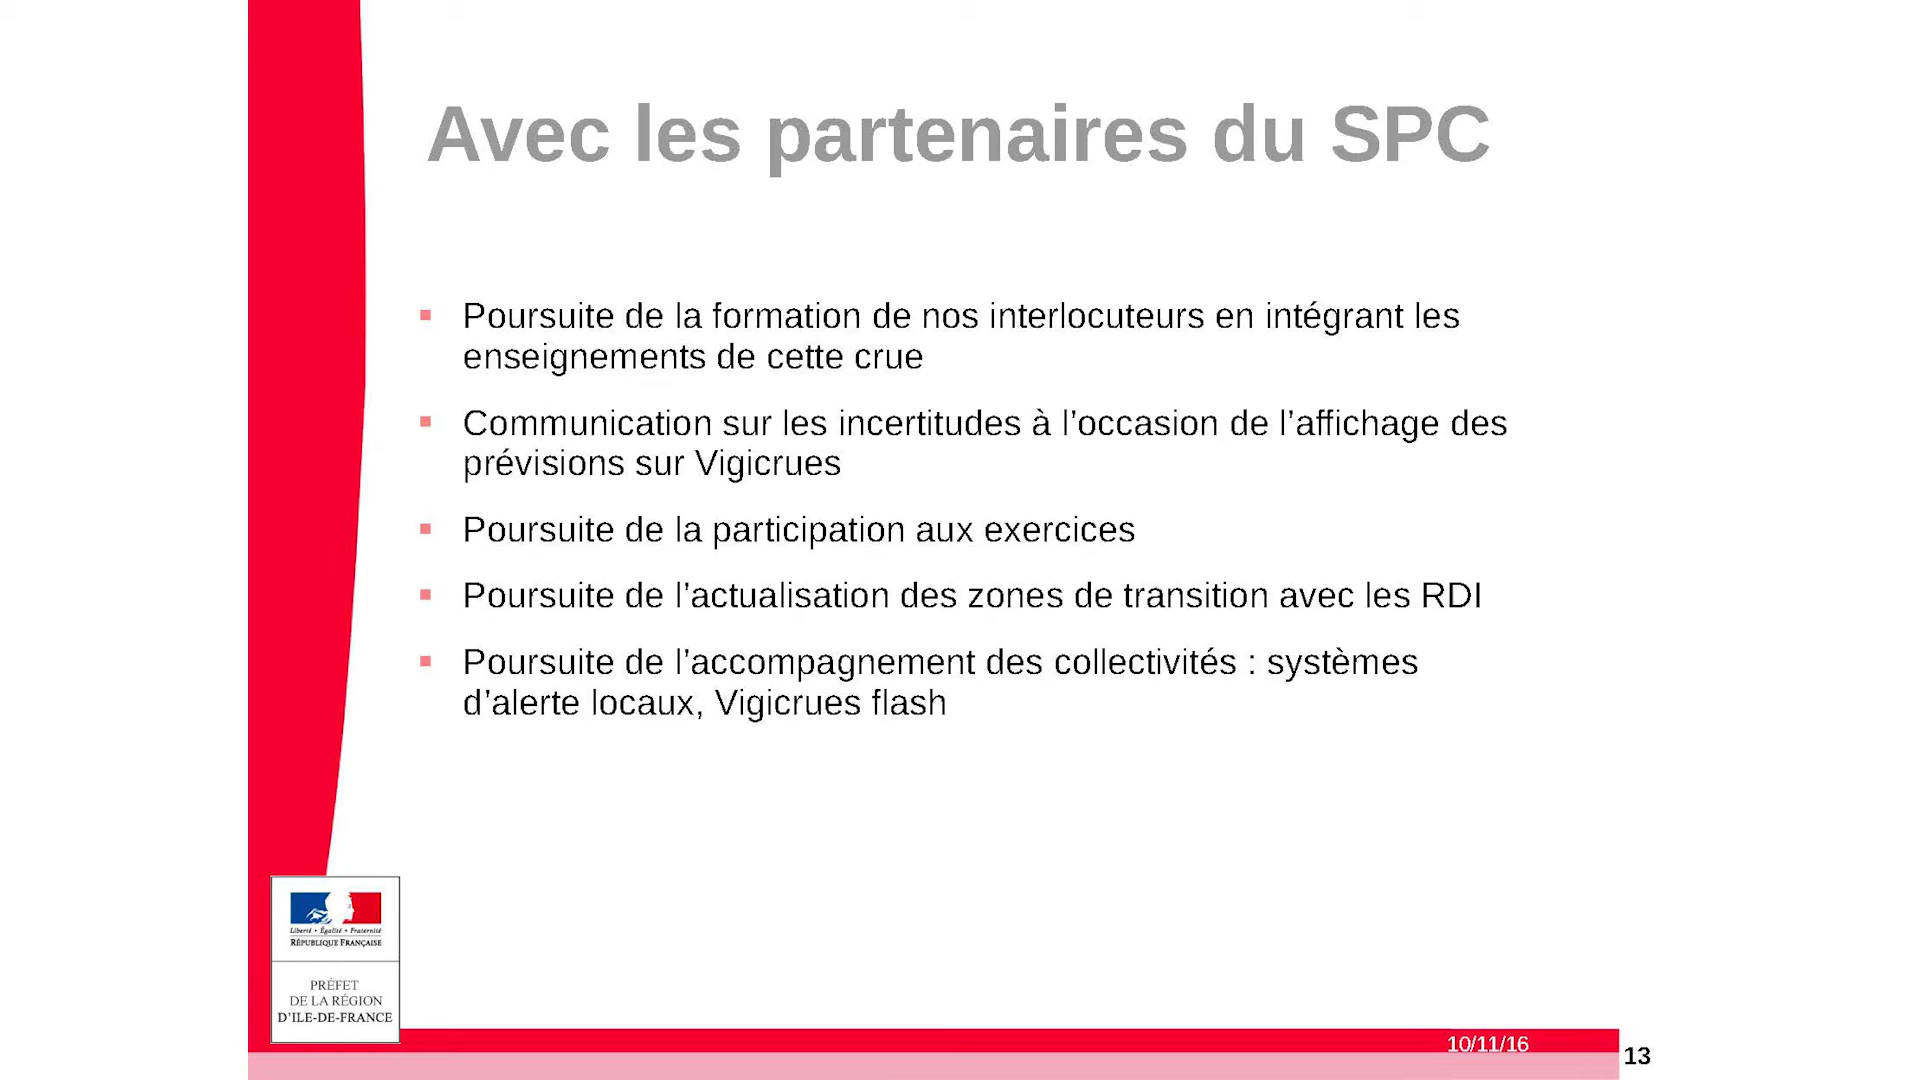 Avec les partenaires du SPC
Poursuite de la formation de nos interlocuteurs en intégrant les
enseignements de cette crue
Communication sur les incertitudes à l’occasion de l’affichage des
prévisions sur Vigicrues
Poursuite de la participation aux exercices
Poursuite de l’actualisation des zones de transition avec les RDI
Poursuite de l’accompagnement des collectivités : systèmes
d’alerte locaux, Vigicrues flash
Liberté • Égalité • Fraternité
RÉPUBLIQUE FRANÇAISE
PRÉFET
DE LA RÉGION
D’ILE-DE-FRANCE
10/11/16
13